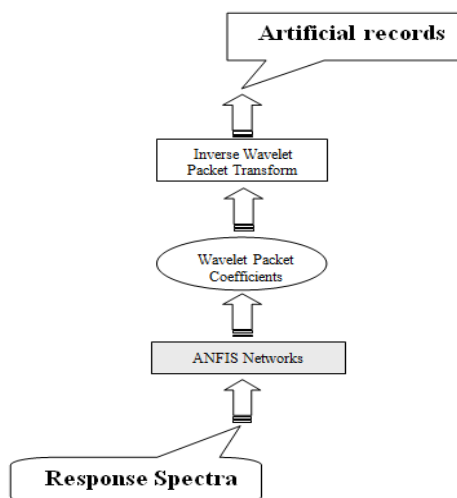 Artificial records
Inverse Wavelet
Packet Transform
Wavelet Packet
Coefficients
ANFIS Networks
Response Spectra